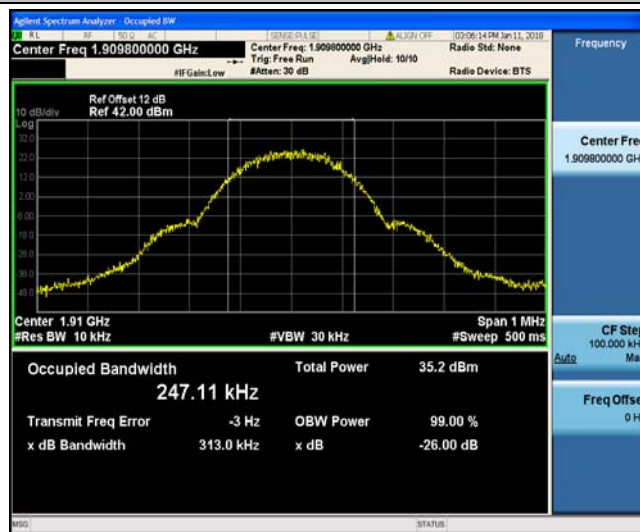 Agilent Spectrum Analyzer - Occupied BW
RL RF 50 Ω AC SENSE:PULSE ALIGN OFF 03:06:14 PM Jan 11, 2018
Center Freq 1.909800000 GHz
Center Freq: 1.909800000 GHz
Radio Std: None
Trig: Free Run Avg|Hold: 10/10
#IFGain:Low #Atten: 30 dB Radio Device: BTS
Frequency
Ref Offset 12 dB
10 dB/div Ref 42.00 dBm
Log
32.0
22.0
12.0
2.00
-8.00
-18.0
-28.0
-38.0
-48.0
Center Fre
1.909800000 GH
Center 1.91 GHz Span 1 MHz
#Res BW 10 kHz #VBW 30 kHz #Sweep 500 ms
CF Ste
100.000 kH
Auto Ma
Occupied Bandwidth Total Power 35.2 dBm
247.11 kHz
Transmit Freq Error -3 Hz OBW Power 99.00 %
x dB Bandwidth 313.0 kHz x dB -26.00 dB
Freq Offse
0 H
MSG STATUS